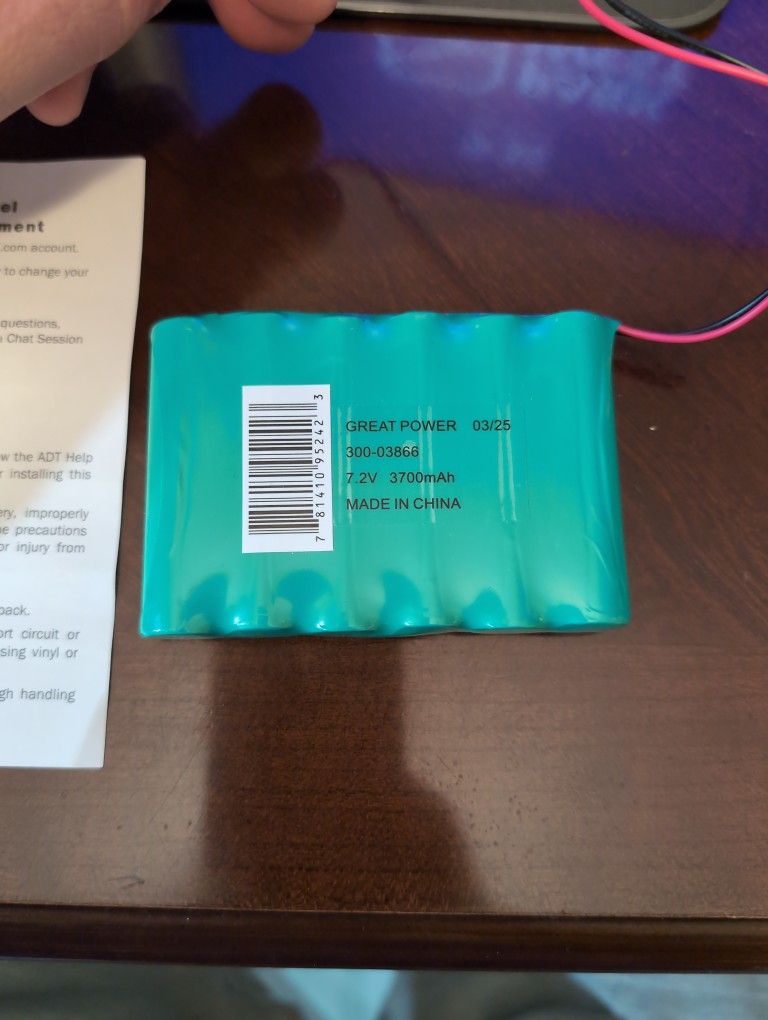 el
ment
.com account.
to change your
questions,
Chat Session
w the ADT Help
r installing this
ery, improperly
e precautions
or injury from
pack.
ort circuit or
sing vinyl or
gh handling
GREAT POWER 03/25
300-03866
7.2V 3700mAh
MADE IN CHINA
7 81410 95242 3